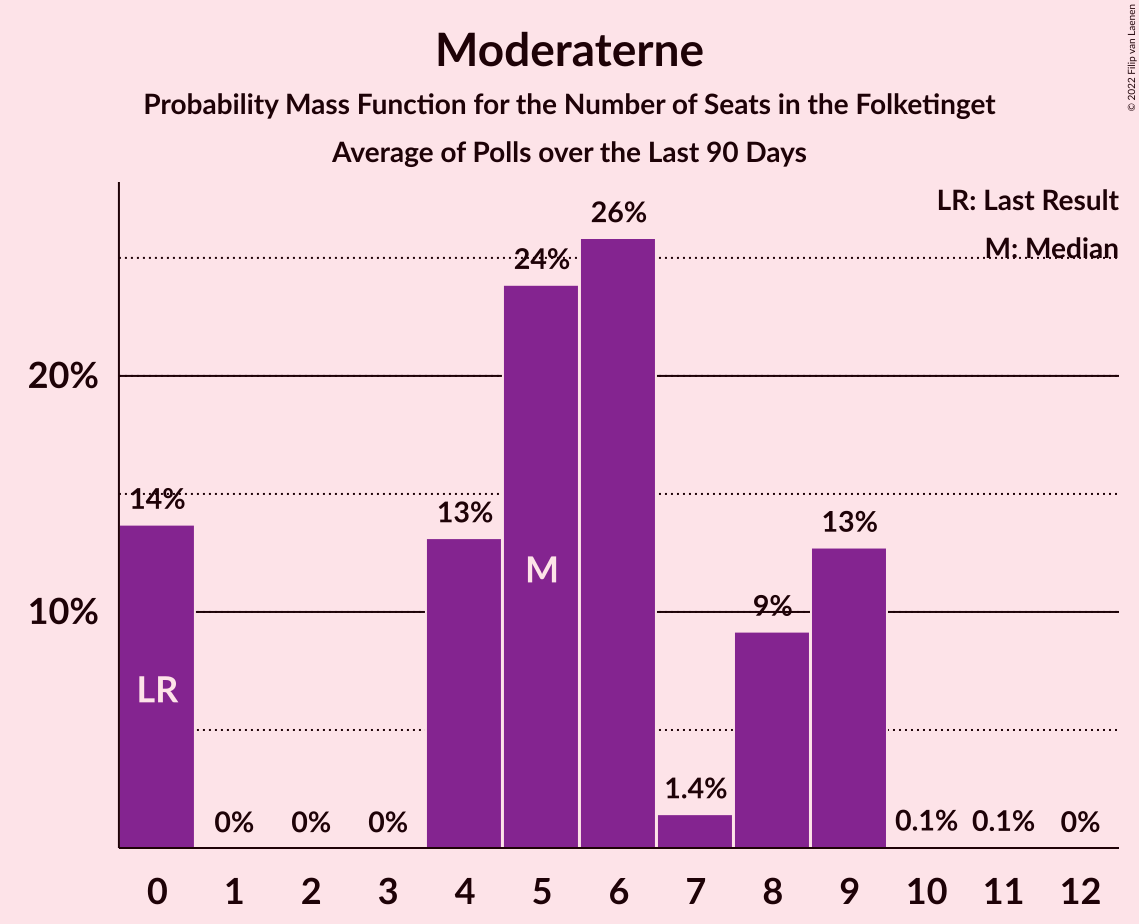 Moderaterne
Probability Mass Function for the Number of Seats in the Folketinget
Average of Polls over the Last 90 Days
© 2022 Filip van Laenen
LR: Last Result
M: Median
26%
24%
20%
14%
13%
13%
M
10%
9%
LR
1.4%
0%
0%
0%
0.1%
0.1%
0%
0 1 2 3 4 5 6 7 8 9 10 11 12